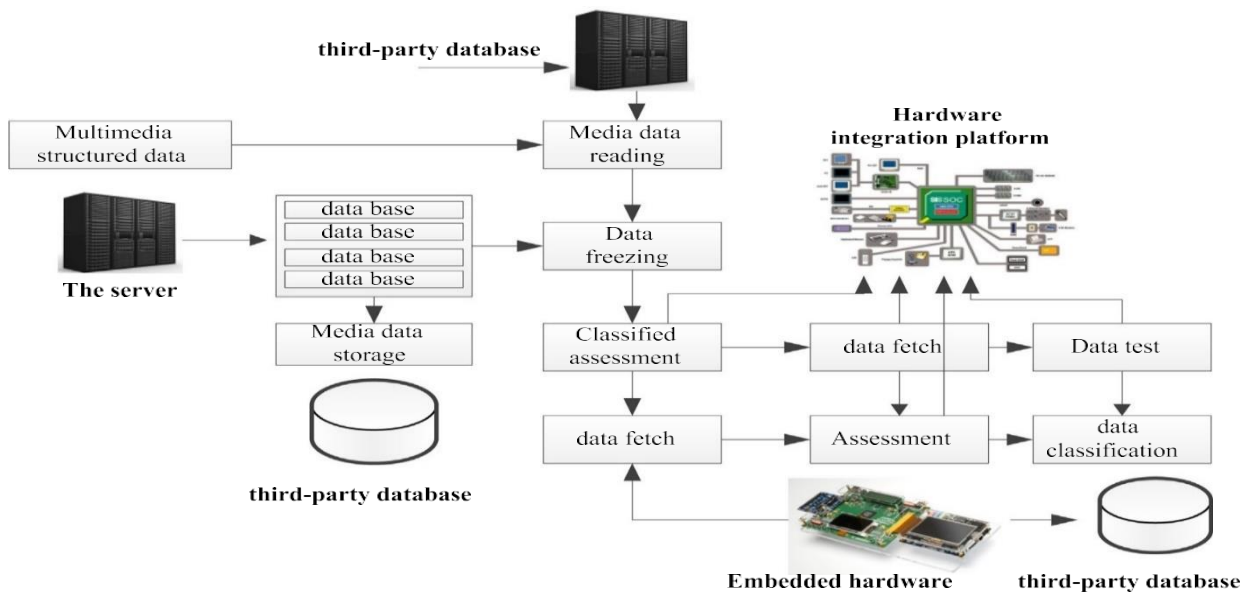 third-party database
Hardware
integration platform
Multimedia
structured data
Media data
reading
SOC
data base
data base
data base
data base
Data
freezing
The server
Media data
storage
Classified
assessment
data fetch
Data test
data fetch
Assessment
data
classification
third-party database
Embedded hardware
third-party database